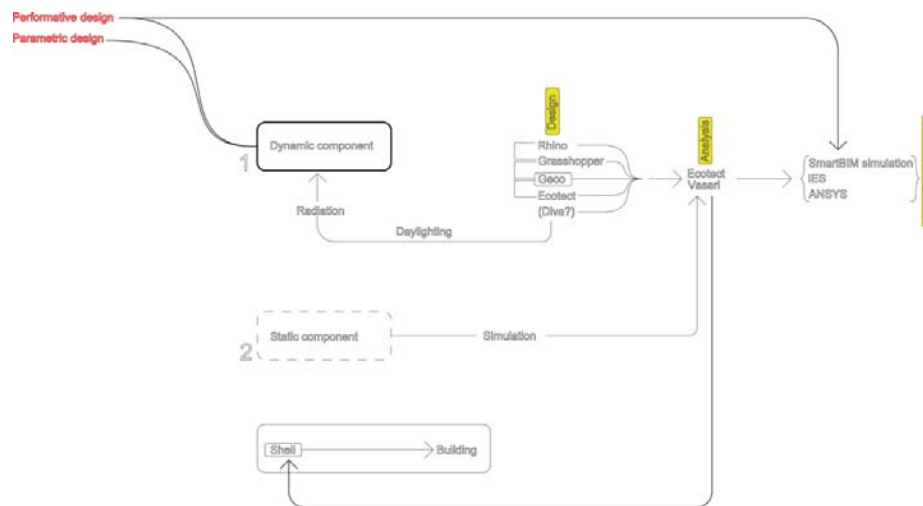 Performative design
Parametric design
Design
Analysis
1
Dynamic component
Rhino
Grasshopper
Geco
Ecotect
(Diva?)
Ecotect
Vasari
SmartBIM simulation
IES
ANSYS
Radiation
Daylighting
2
Static component
Simulation
Shell
Building